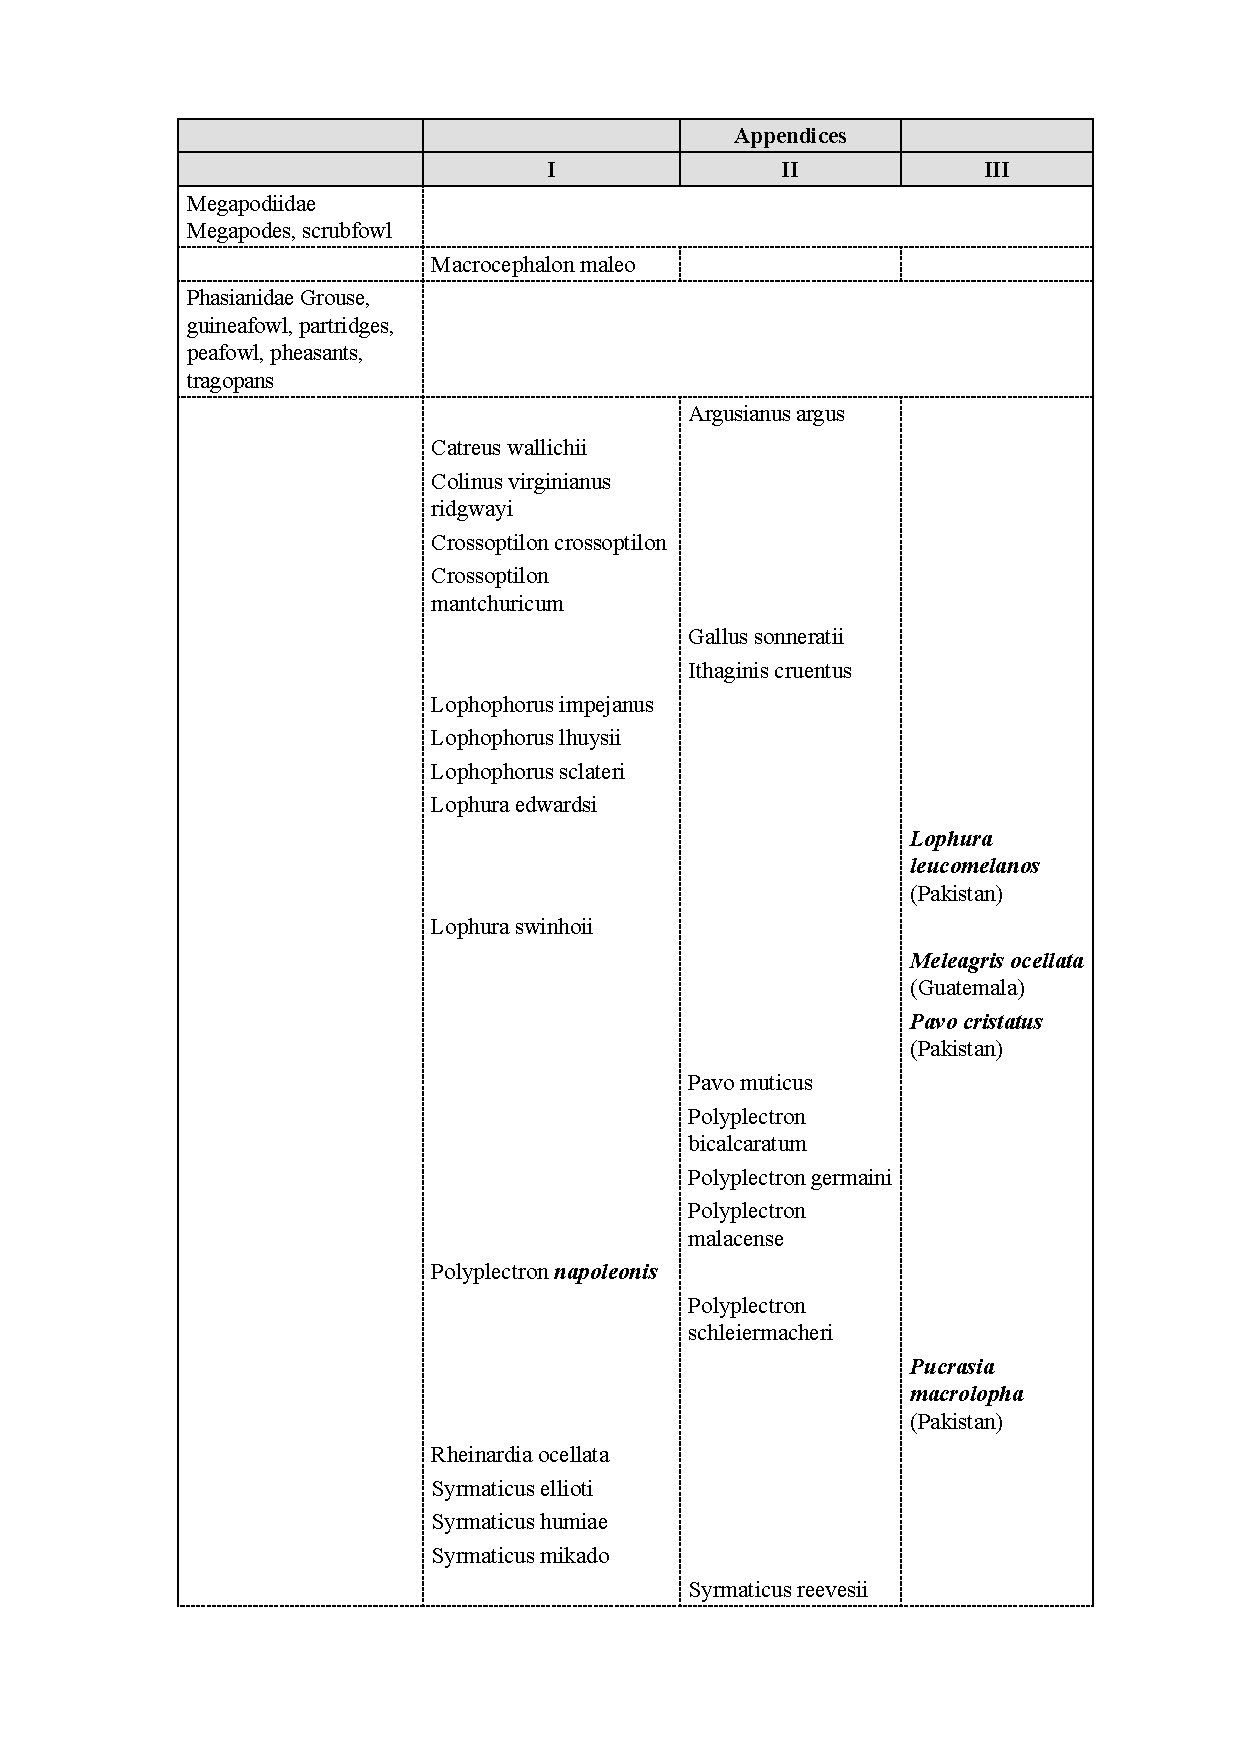 Appendices
I II III
Megapodiidae
Megapodes, scrubfowl
Macrocephalon maleo
Phasianidae Grouse,
guineafowl, partridges,
peafowl, pheasants,
tragopans
Argusianus argus
Catreus wallichii
Colinus virginianus
ridgwayi
Crossoptilon crossoptilon
Crossoptilon
mantchuricum
Gallus sonneratii
Ithaginis cruentus
Lophophorus impejanus
Lophophorus lhuysii
Lophophorus sclateri
Lophura edwardsi
Lophura
leucomelanos
(Pakistan)
Lophura swinhoii
Meleagris ocellata
(Guatemala)
Pavo cristatus
(Pakistan)
Pavo muticus
Polyplectron
bicalcaratum
Polyplectron germaini
Polyplectron
malacense
Polyplectron napoleonis
Polyplectron
schleiermacheri
Pucrasia
macrolopha
(Pakistan)
Rheinardia ocellata
Syrmaticus ellioti
Syrmaticus humiae
Syrmaticus mikado
Syrmaticus reevesii